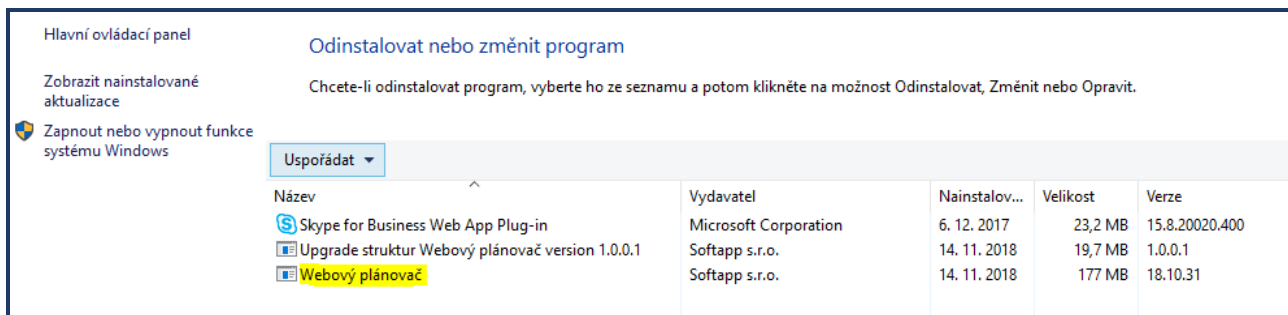 Hlavní ovládací panel
Zobrazit nainstalované
aktualizace
Zapnout nebo vypnout funkce
systému Windows
Odinstalovat nebo změnit program
Chcete-li odinstalovat program, vyberte ho ze seznamu a potom klikněte na možnost Odinstalovat, Změnit nebo Opravit.
Uspořádat
Název Vydavatel Nainstalov... Velikost Verze
Skype for Business Web App Plug-in Microsoft Corporation 6. 12. 2017 23,2 MB 15.8.20020.400
Upgrade struktur Webový plánovač version 1.0.0.1 Softapp s.r.o. 14. 11. 2018 19,7 MB 1.0.0.1
Webový plánovač Softapp s.r.o. 14. 11. 2018 177 MB 18.10.31